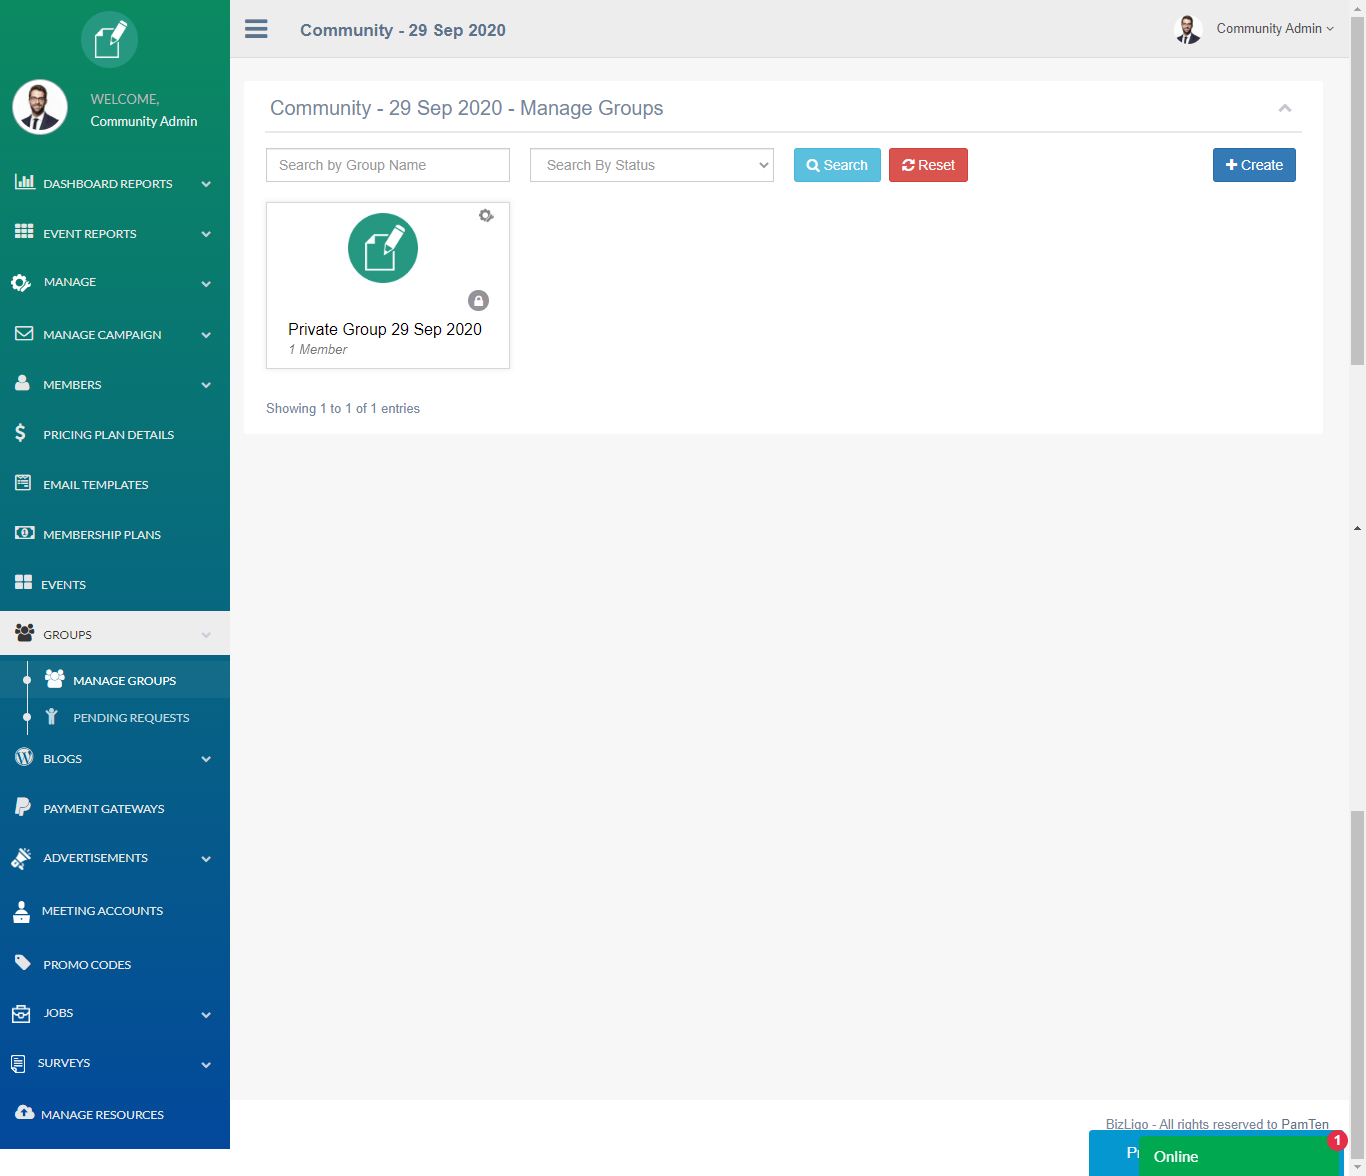 Community - 29 Sep 2020
Community Admin
WELCOME,
Community Admin
DASHBOARD REPORTS
EVENT REPORTS
MANAGE
MANAGE CAMPAIGN
MEMBERS
PRICING PLAN DETAILS
EMAIL TEMPLATES
MEMBERSHIP PLANS
EVENTS
GROUPS
MANAGE GROUPS
PENDING REQUESTS
BLOGS
PAYMENT GATEWAYS
ADVERTISEMENTS
MEETING ACCOUNTS
PROMO CODES
JOBS
SURVEYS
MANAGE RESOURCES
Community - 29 Sep 2020 - Manage Groups
Search by Group Name
Search By Status
Search
Reset
Create
Private Group 29 Sep 2020
1 Member
Showing 1 to 1 of 1 entries
BizLigo - All rights reserved to PamTen
Online
1